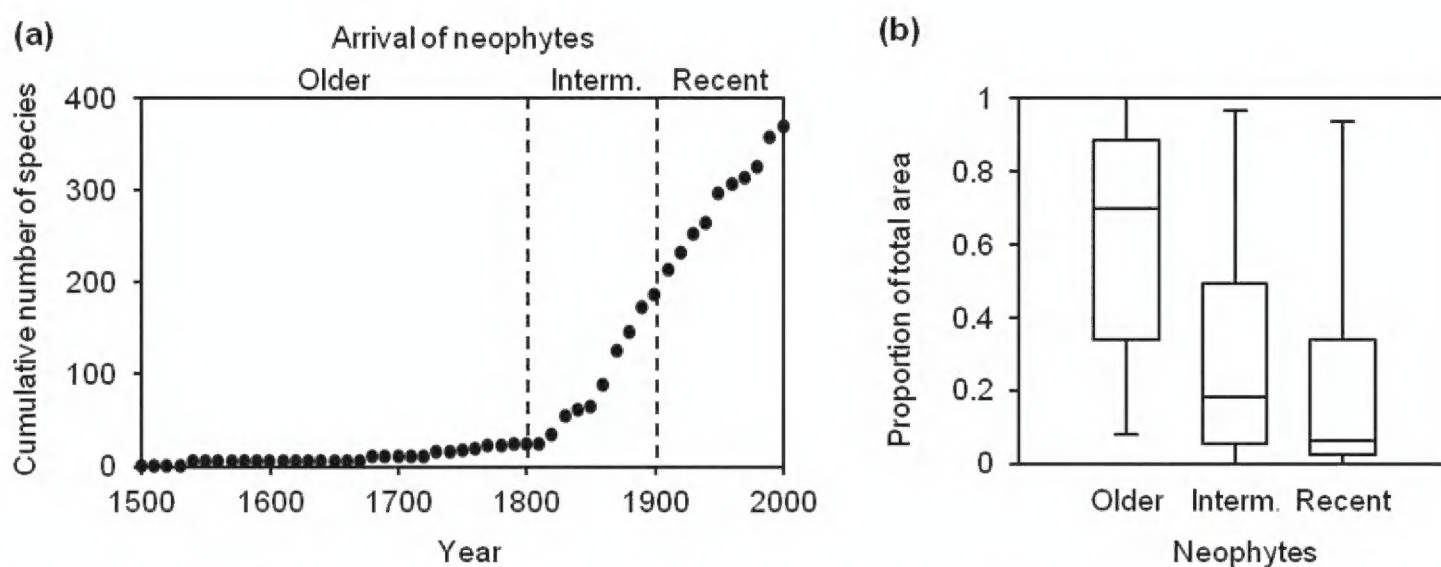 (a)
Arrival of neophytes
Older Interm. Recent
Cumulative number of species
400
300
200
100
0
1500 1600 1700 1800 1900 2000
Year
(b)
Proportion of total area
1
0.8
0.6
0.4
0.2
0
Older Interm. Recent
Neophytes